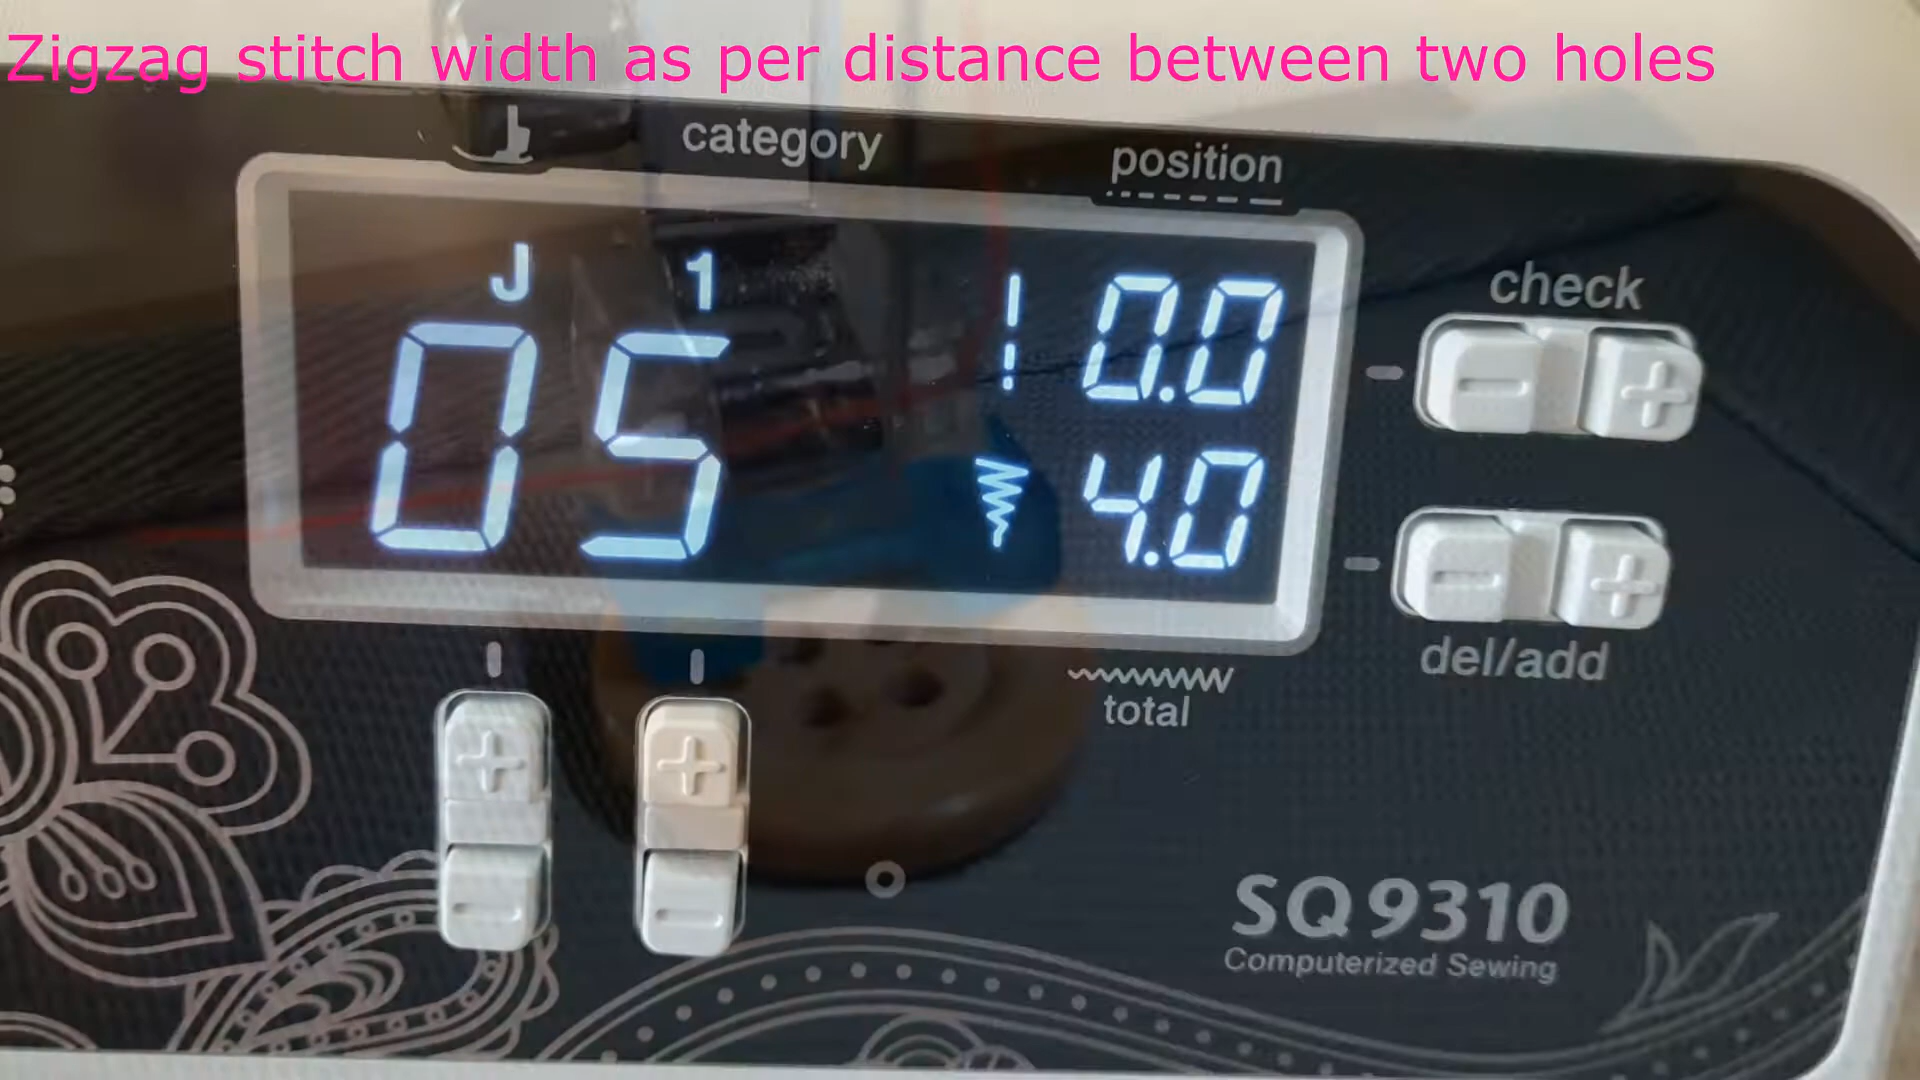 Zigzag stitch width as per distance between two holes
category
position
J 1
05
0.0
4.0
check
del/add
total
SQ9310
Computerized Sewing